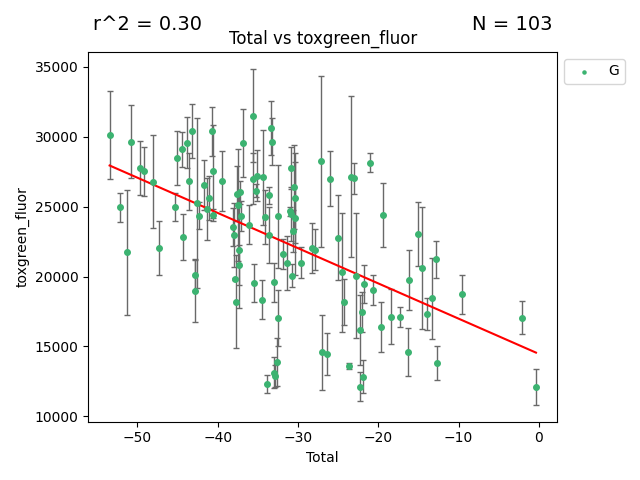 r^2 = 0.30 N = 103
Total vs toxgreen_fluor
G
35000
30000
25000
20000
15000
10000
toxgreen_fluor
−50 −40 −30 −20 −10 0
Total